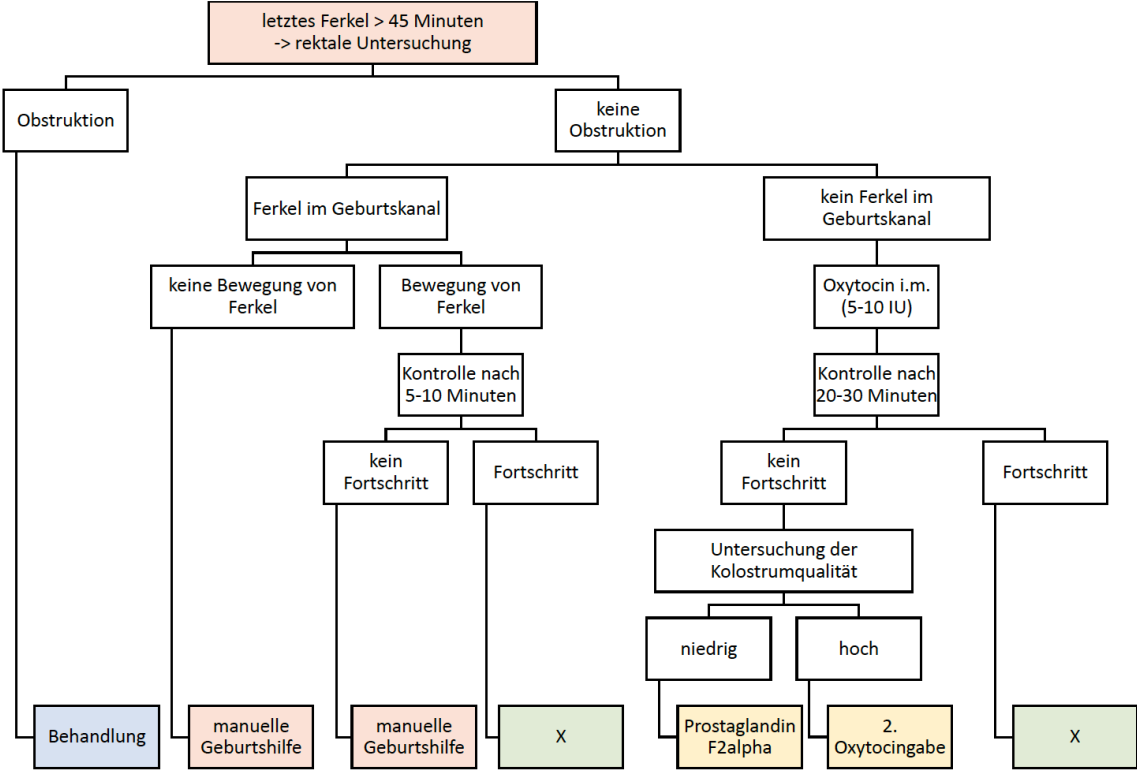 letztes Ferkel > 45 Minuten
-> rektale Untersuchung
Obstruktion
keine
Obstruktion
Ferkel im Geburtskanal
kein Ferkel im
Geburtskanal
keine Bewegung von
Ferkel
Bewegung von
Ferkel
Oxytocin i.m.
(5-10 IU)
Kontrolle nach
5-10 Minuten
Kontrolle nach
20-30 Minuten
kein
Fortschritt
Fortschritt
kein
Fortschritt
Fortschritt
Untersuchung der
Kolostrumqualität
niedrig
hoch
Behandlung
manuelle
Geburtshilfe
manuelle
Geburtshilfe
X
Prostaglandin
F2alpha
2.
Oxytocingabe
X